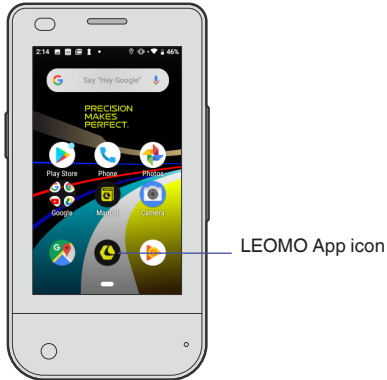 2:14
46%
Say "Hey Google"
PRECISION
MAKES
PERFECT.
Play Store Phone Photos
Google Manual Camera
LEOMO App icon